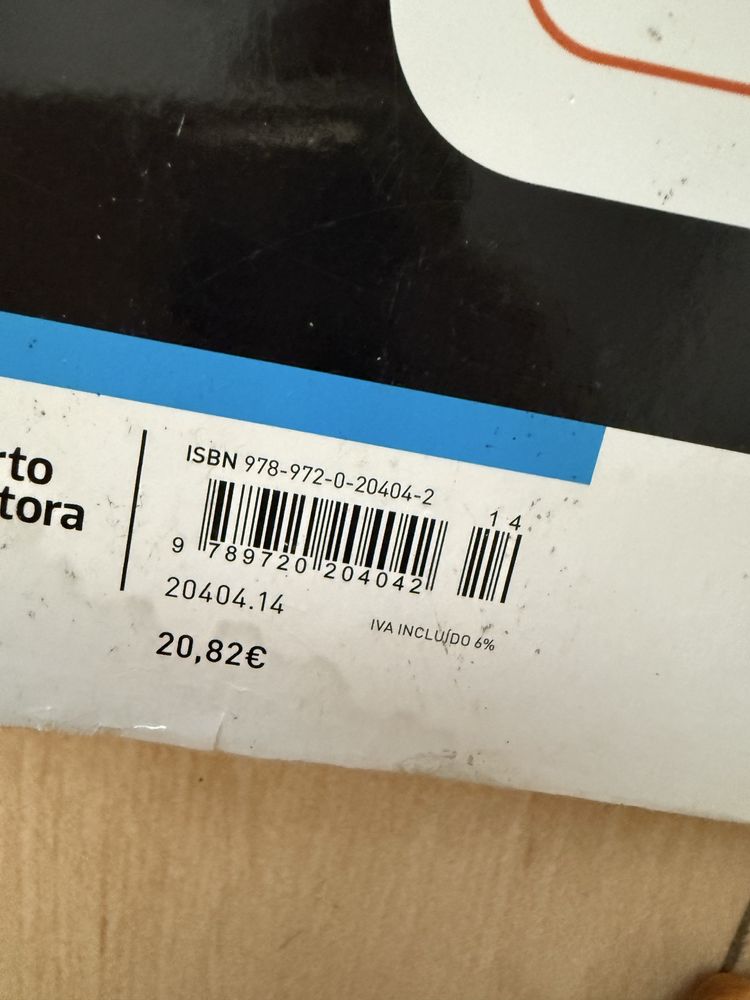 rto
tora
ISBN 978-972-0-20404-2
14
9 789720 204042
20404.14
IVA INCLUÍDO 6%
20,82€